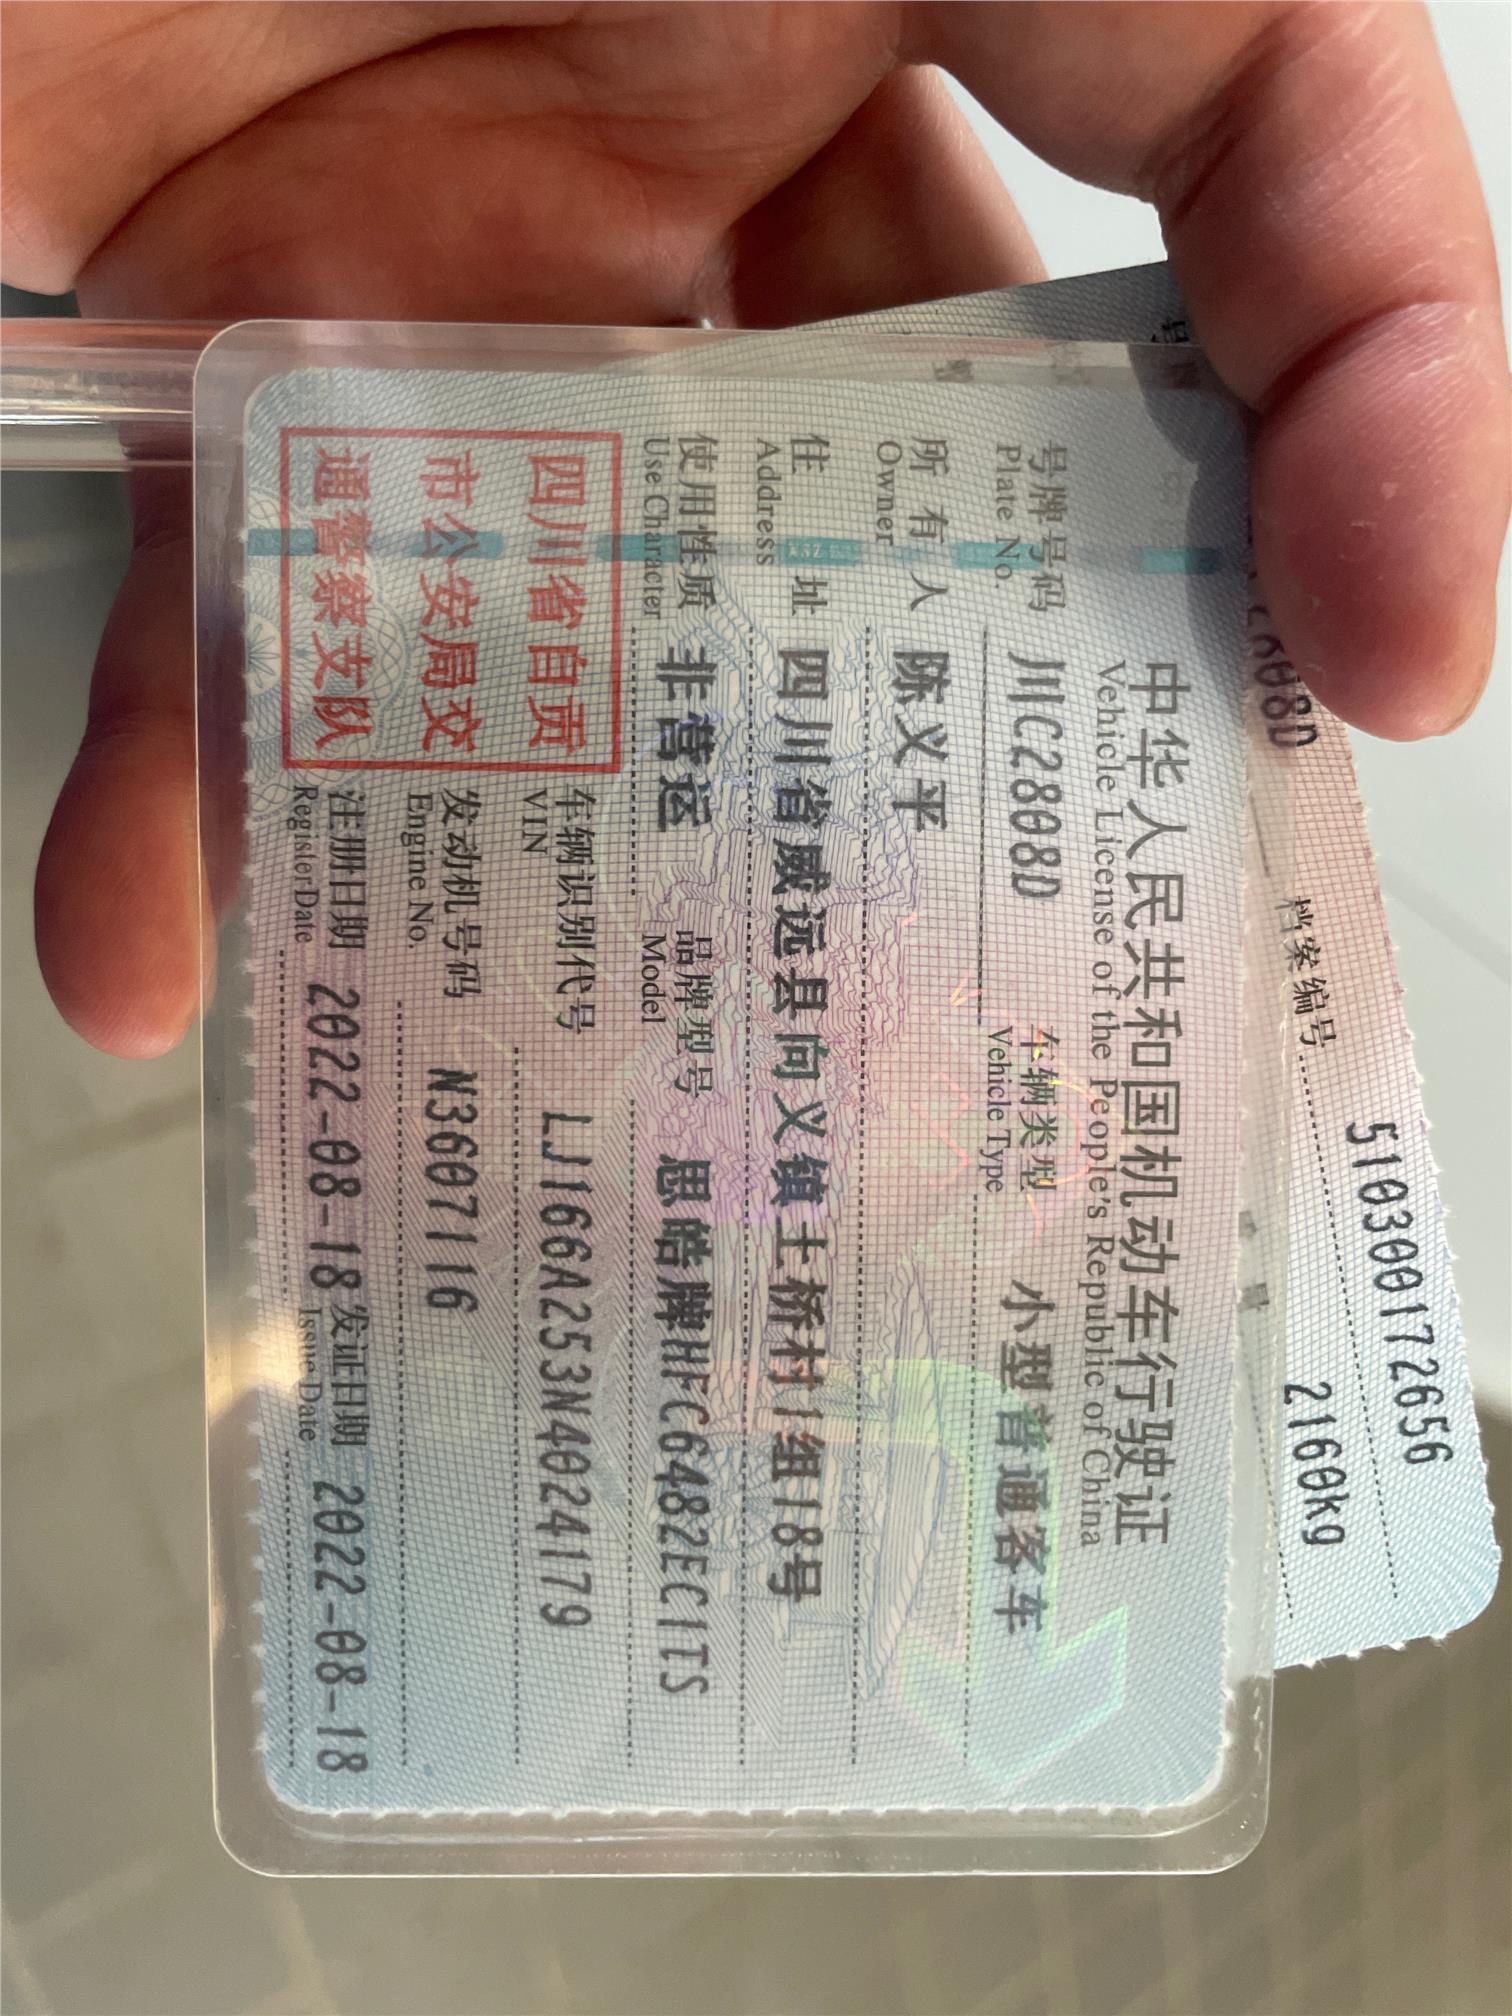 中华人民共和国机动车行驶证
Vehicle License of the People's Republic of China
号牌号码 川C2808D 车辆类型 小型普通客车
Plate No. Vehicle Type
所有人 陈义平
Owner
住址 四川省威远县向义镇土桥村1组18号
Address
使用性质 非营运 品牌型号 思皓牌HFC6482EC1TS
Use Character Model
四川省自贡
市公安局交
通警察支队
车辆识别代号 LJ166A253N4024179
VIN
发动机号码 N3607116
Engine No.
注册日期 2022-08-18 发证日期 2022-08-18
Register Date Issue Date
档案编号 510300172656
2160kg